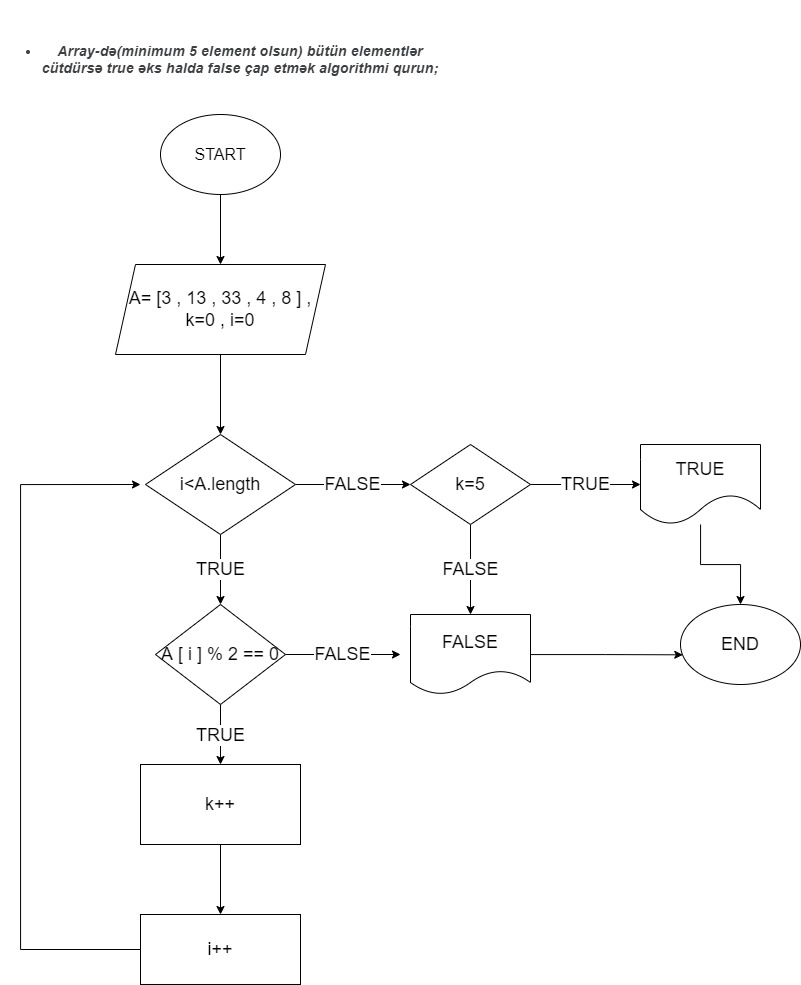 Array-də(minimum 5 element olsun) bütün elementlər
cütdürsə true əks halda false çap etmək algorithmi qurun;
START
A= [3 , 13 , 33 , 4 , 8 ] ,
k=0 , i=0
i<A.length
FALSE
k=5
TRUE
TRUE
TRUE
FALSE
A [ i ] % 2 == 0
FALSE
FALSE
END
TRUE
k++
i++